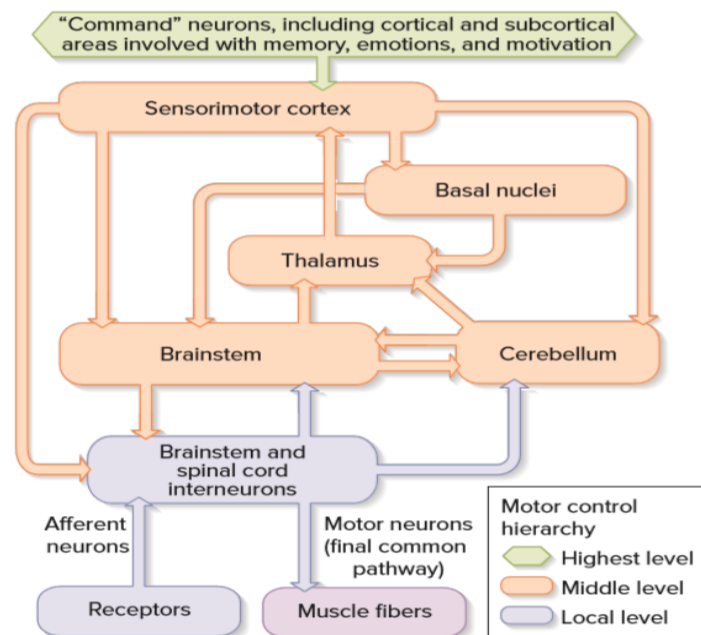 “Command” neurons, including cortical and subcortical
areas involved with memory, emotions, and motivation
Sensorimotor cortex
Basal nuclei
Thalamus
Brainstem
Cerebellum
Brainstem and
spinal cord
interneurons
Afferent
neurons
Motor neurons
(final common
pathway)
Receptors
Muscle fibers
Motor control
hierarchy
Highest level
Middle level
Local level